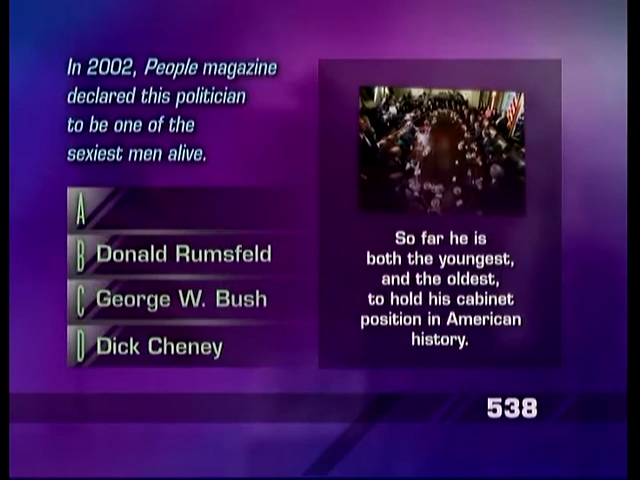 In 2002, People magazine
declared this politician
to be one of the
sexiest men alive.
A
B Donald Rumsfeld
C George W. Bush
D Dick Cheney
So far he is
both the youngest,
and the oldest,
to hold his cabinet
position in American
history.
538